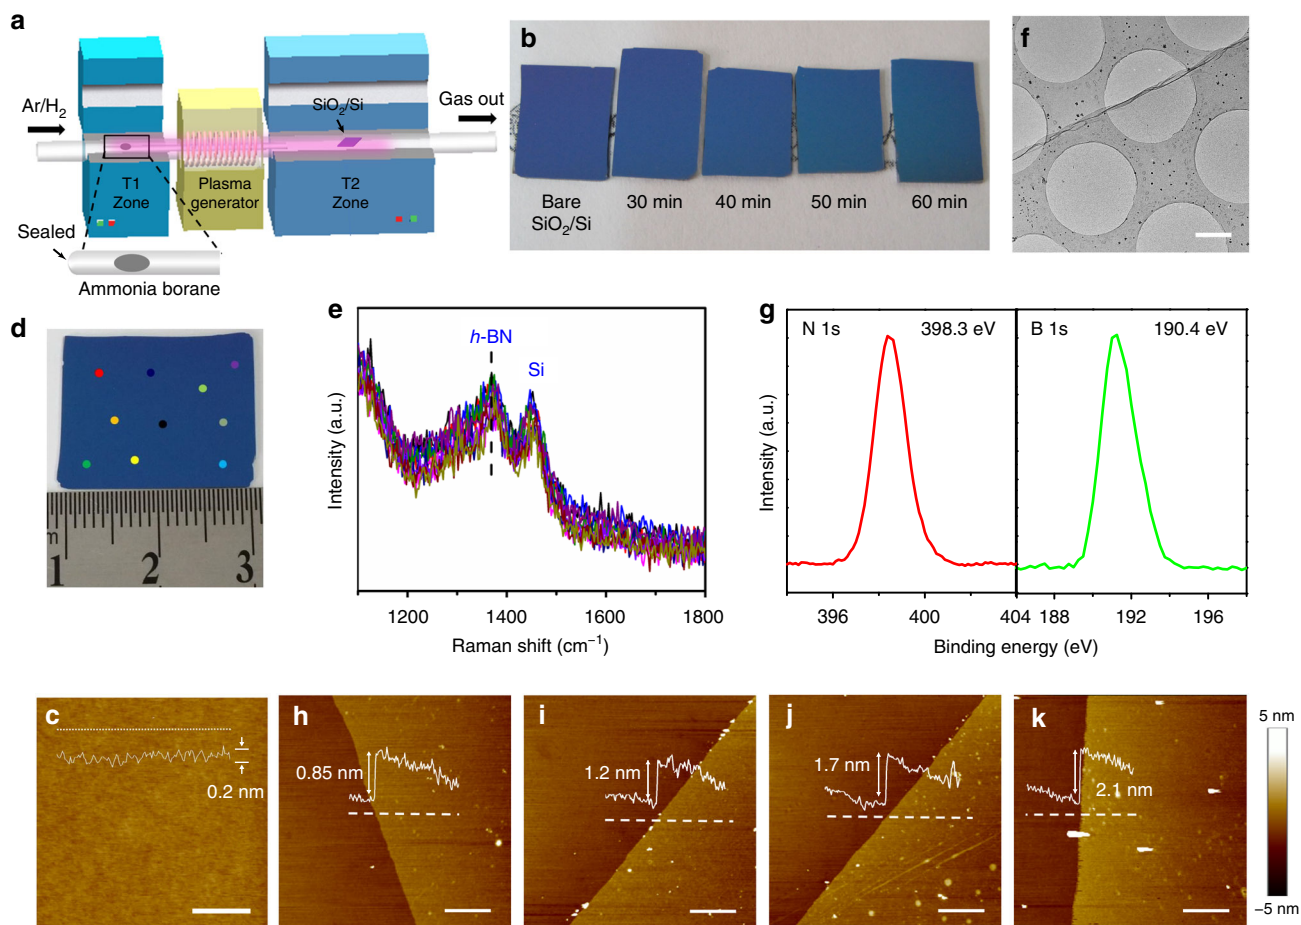 a
Ar/H2
SiO2/Si
Gas out
T1
Zone
Plasma
generator
T2
Zone
Sealed
Ammonia borane
b
Bare
SiO2/Si
30 min
40 min
50 min
60 min
f
d
1 2 3
e
h-BN
Si
Intensity (a.u.)
1200 1400 1600 1800
Raman shift (cm−1)
g
N 1s 398.3 eV
B 1s 190.4 eV
Intensity (a.u.)
396 400 404 188 192 196
Binding energy (eV)
c
0.2 nm
h
0.85 nm
i
1.2 nm
j
1.7 nm
k
2.1 nm
5 nm
−5 nm